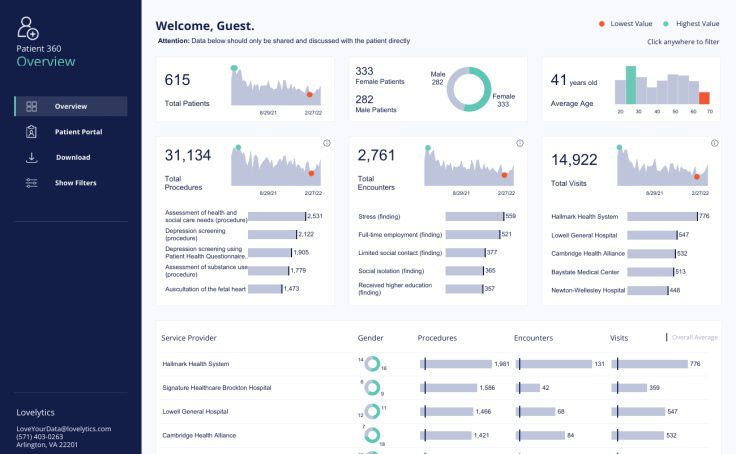 Patient 360
Overview
Overview
Patient Portal
Download
Show Filters
Lovelytics
LoveYourData@lovelytics.com
(571) 403-0263
Arlington, VA 22201
Welcome, Guest.
Attention: Data below should only be shared and discussed with the patient directly
Lowest Value
Highest Value
Click anywhere to filter
615
Total Patients
8/29/21
2/27/22
333
Female Patients
282
Male Patients
Male
282
Female
333
41 years old
Average Age
20 30 40 50 60 70
31,134
Total
Procedures
8/29/21
2/27/22
Assessment of health and
social care needs (procedure)
2,531
Depression screening
(procedure)
2,122
Depression screening using
Patient Health Questionnaire..
1,905
Assessment of substance use
(procedure)
1,779
Auscultation of the fetal heart
1,473
2,761
Total
Encounters
8/29/21
2/27/22
Stress (finding)
559
Full-time employment (finding)
521
Limited social contact (finding)
377
Social isolation (finding)
365
Received higher education
(finding)
357
14,922
Total Visits
8/29/21
2/27/22
Hallmark Health System
776
Lowell General Hospital
547
Cambridge Health Alliance
532
Baystate Medical Center
513
Newton-Wellesley Hospital
448
Service Provider Gender Procedures Encounters Visits Overall Average
Hallmark Health System 14 16 1,981 131 776
Signature Healthcare Brockton Hospital 6 9 1,586 42 359
Lowell General Hospital 12 11 1,466 68 547
Cambridge Health Alliance 7 18 1,421 84 532